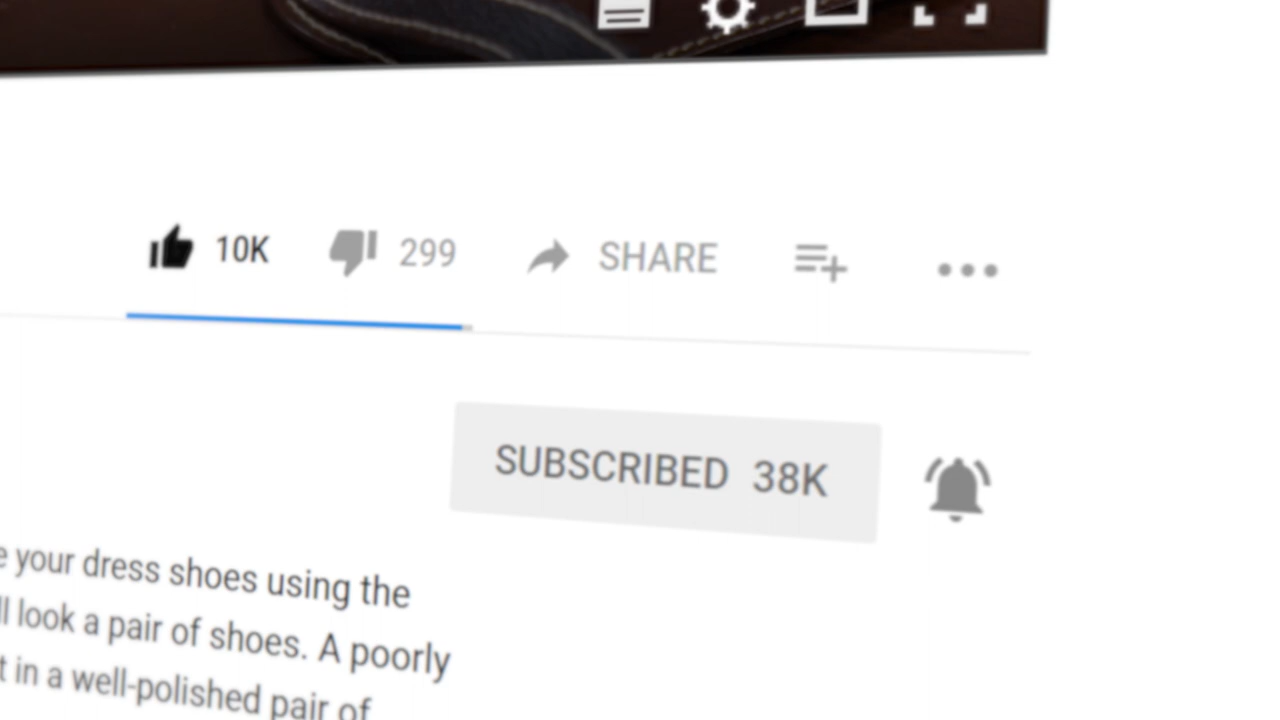 10K 299 SHARE
SUBSCRIBED 38K
your dress shoes using the
look a pair of shoes. A poorly
in a well-polished pair of